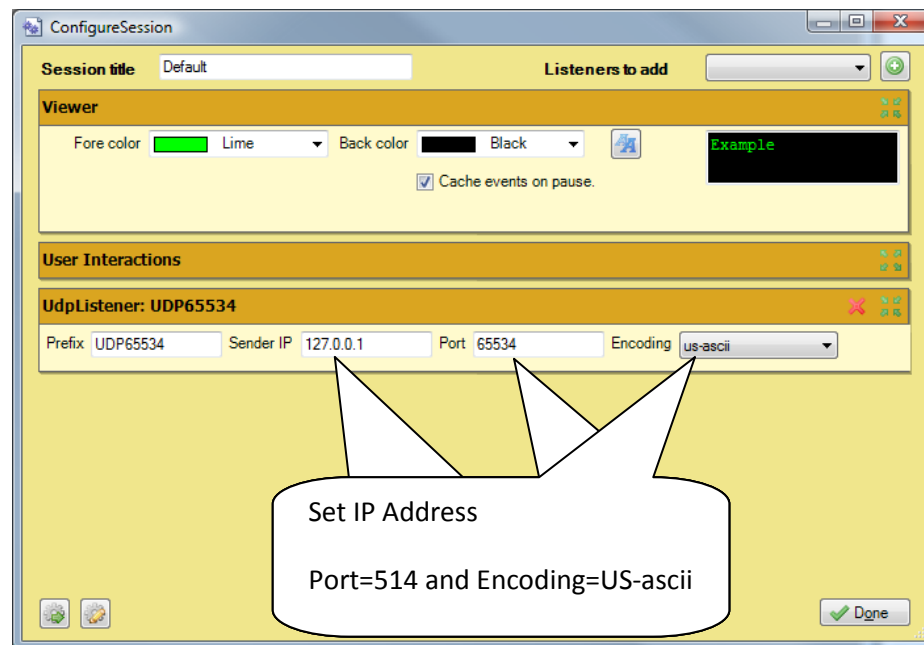 ConfigureSession
Session title Default Listeners to add
Viewer
Fore color Lime Back color Black Example
Cache events on pause.
User Interactions
UdpListener: UDP65534
Prefix UDP65534 Sender IP 127.0.0.1 Port 65534 Encoding us-ascii
Set IP Address
Port=514 and Encoding=US-ascii
Done